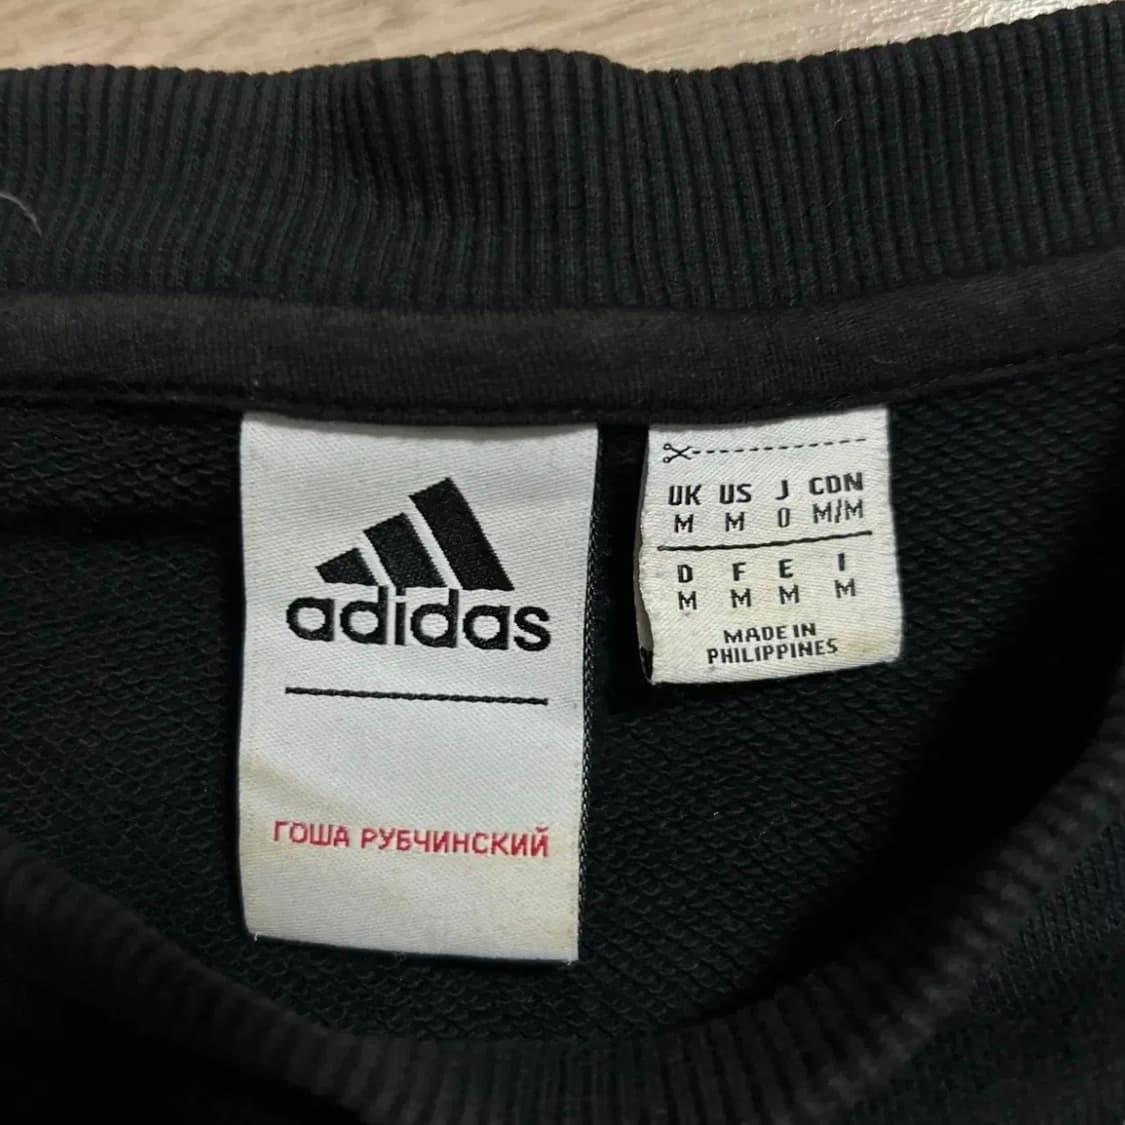 adidas
ГОША РУБЧИНСКИЙ
UK US J CDN
M M O M/M
D F E I
M M M M
MADE IN
PHILIPPINES